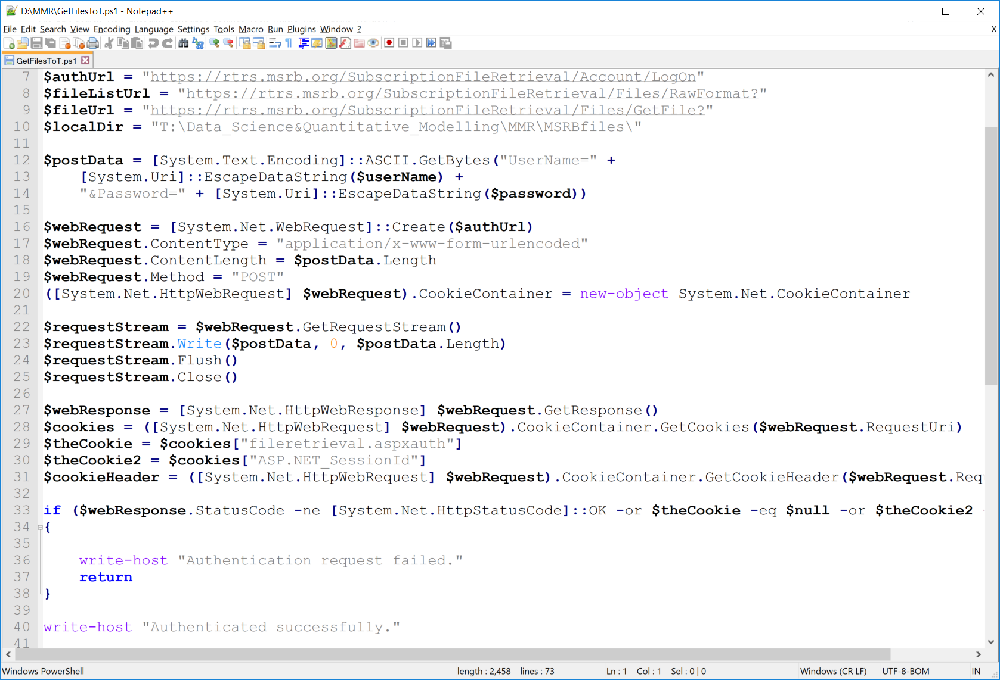 D:\MMR\GetFilesToT.ps1 - Notepad++
File Edit Search View Encoding Language Settings Tools Macro Run Plugins Window ? X
GetFilesToT.ps1
7 $authUrl = "https://rtrs.msrb.org/SubscriptionFileRetrieval/Account/LogOn"
8 $fileListUrl = "https://rtrs.msrb.org/SubscriptionFileRetrieval/Files/RawFormat?"
9 $fileUrl = "https://rtrs.msrb.org/SubscriptionFileRetrieval/Files/GetFile?"
10 $localDir = "T:\Data_Science&Quantitative_Modelling\MMR\MSRBfiles\"
11
12 $postData = [System.Text.Encoding]::ASCII.GetBytes("UserName=" +
13 [System.Uri]::EscapeDataString($userName) +
14 "&Password=" + [System.Uri]::EscapeDataString($password))
15
16 $webRequest = [System.Net.WebRequest]::Create($authUrl)
17 $webRequest.ContentType = "application/x-www-form-urlencoded"
18 $webRequest.ContentLength = $postData.Length
19 $webRequest.Method = "POST"
20 ([System.Net.HttpWebRequest] $webRequest).CookieContainer = new-object System.Net.CookieContainer
21
22 $requestStream = $webRequest.GetRequestStream()
23 $requestStream.Write($postData, 0, $postData.Length)
24 $requestStream.Flush()
25 $requestStream.Close()
26
27 $webResponse = [System.Net.HttpWebResponse] $webRequest.GetResponse()
28 $cookies = ([System.Net.HttpWebRequest] $webRequest).CookieContainer.GetCookies($webRequest.RequestUri)
29 $theCookie = $cookies["fileretrieval.aspxauth"]
30 $theCookie2 = $cookies["ASP.NET_SessionId"]
31 $cookieHeader = ([System.Net.HttpWebRequest] $webRequest).CookieContainer.GetCookieHeader($webRequest.Requ
32
33 if ($webResponse.StatusCode -ne [System.Net.HttpStatusCode]::OK -or $theCookie -eq $null -or $theCookie2 -
34 {
35
36 write-host "Authentication request failed."
37 return
38 }
39
40 write-host "Authenticated successfully."
41
Windows PowerShell length : 2,458 lines : 73 Ln : 1 Col : 1 Sel : 0 | 0 Windows (CR LF) UTF-8-BOM IN